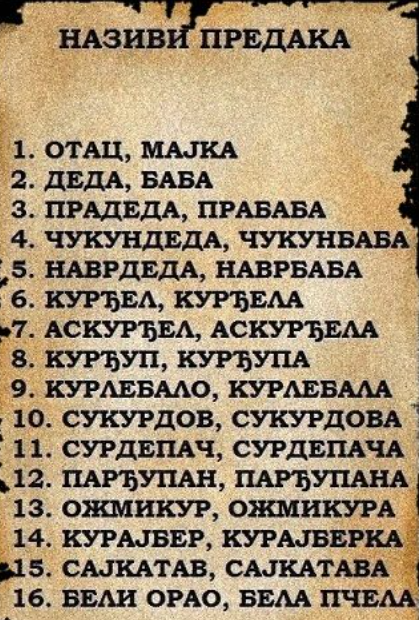 НАЗИВИ ПРЕДАКА
1. ОТАЦ, МАЈКА
2. ДЕДА, БАБА
3. ПРАДЕДА, ПРАБАБА
4. ЧУКУНДЕДА, ЧУКУНБАБА
5. НАВРДЕДА, НАВРБАБА
6. КУРЂЕЛ, КУРЂЕЛА
7. АСКУРЂЕЛ, АСКУРЂЕЛА
8. КУРЂУП, КУРЂУПА
9. КУРЛЕБАЛО, КУРЛЕБАЛА
10. СУКУРДОВ, СУКУРДОВА
11. СУРДЕПАЧ, СУРДЕПАЧА
12. ПАРЂУПАН, ПАРЂУПАНА
13. ОЖМИКУР, ОЖМИКУРА
14. КУРАЈБЕР, КУРАЈБЕРКА
15. САЈКАТАВ, САЈКАТАВА
16. БЕЛИ ОРАО, БЕЛА ПЧЕЛА